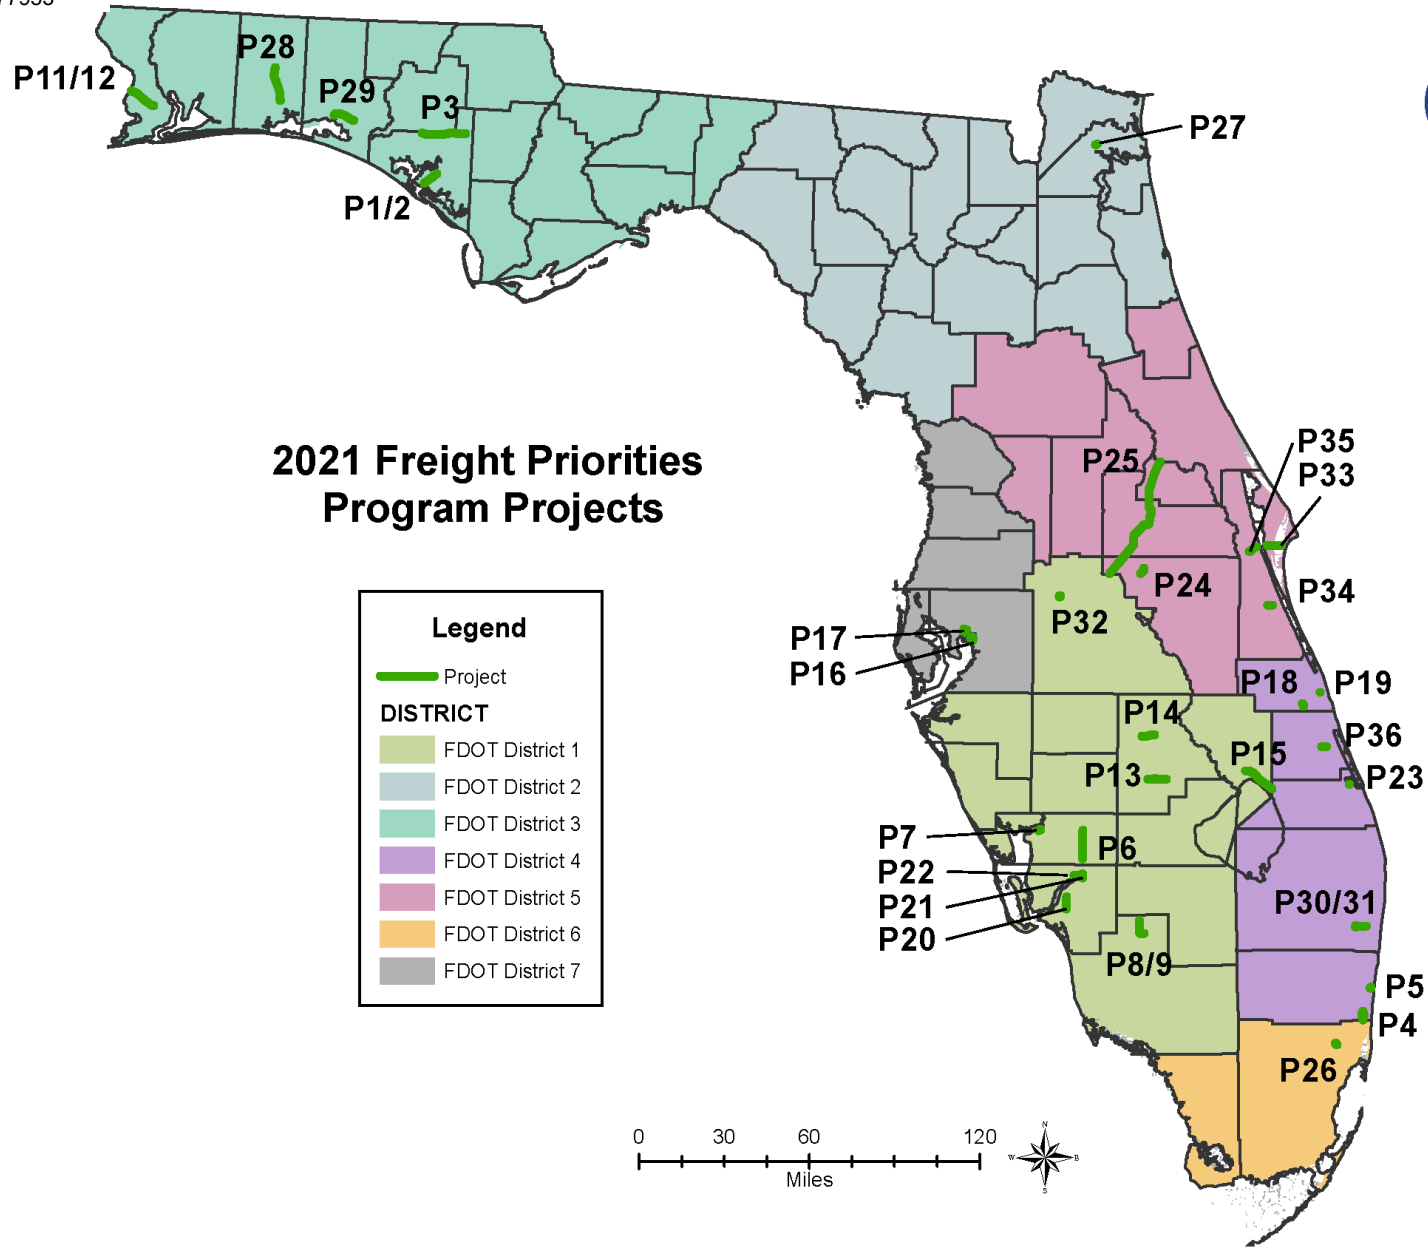 P28
P11/12
P29
P3
P27
P1/2
P35
P25
P33
2021 Freight Priorities
Program Projects
P24
P34
P32
Legend
P17
P16
Project
P18
P19
DISTRICT
P14
FDOT District 1
P36
P15
P13
P23
FDOT District 2
FDOT District 3
P7
P6
FDOT District 4
P22
FDOT District 5
P21
P30/31
FDOT District 6
P20
FDOT District 7
P8/9
P5
P4
P26
0 30 60 120
Miles
N
W E
S